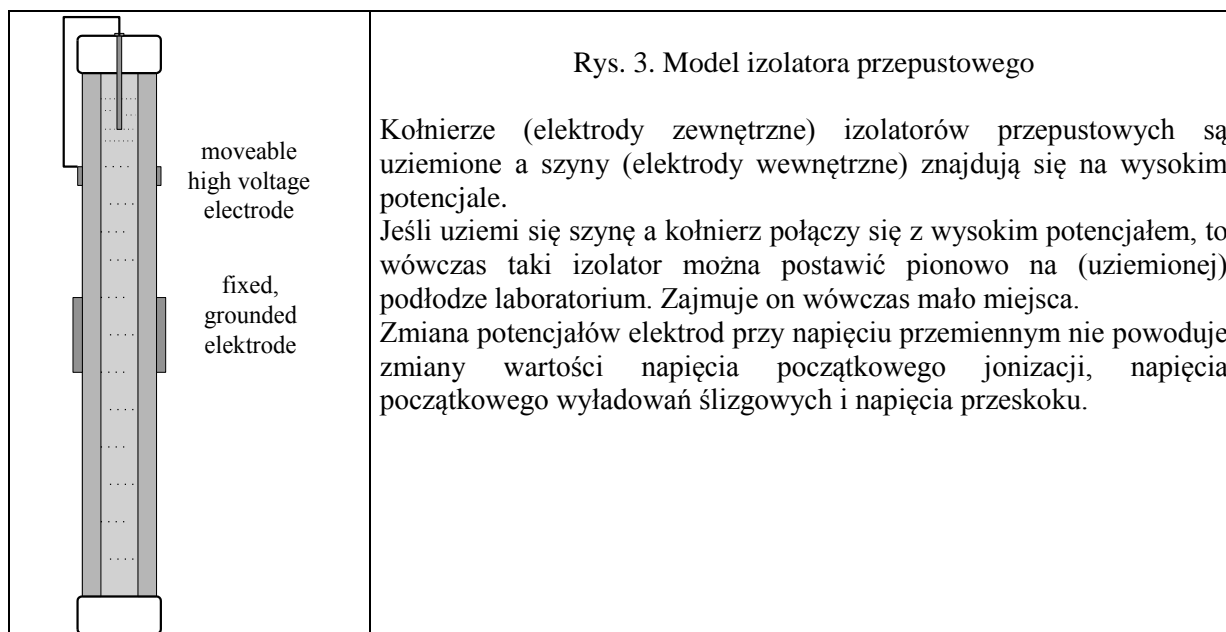 moveable
high voltage
electrode
fixed,
grounded
elektrode
Rys. 3. Model izolatora przepustowego
Kołnierze (elektrody zewnętrzne) izolatorów przepustowych są
uziemione a szyny (elektrody wewnętrzne) znajdują się na wysokim
potencjale.
Jeśli uziemi się szynę a kołnierz połączy się z wysokim potencjałem, to
wówczas taki izolator można postawić pionowo na (uziemionej)
podłodze laboratorium. Zajmuje on wówczas mało miejsca.
Zmiana potencjałów elektrod przy napięciu przemiennym nie powoduje
zmiany wartości napięcia początkowego jonizacji, napięcia
początkowego wyładowań ślizgowych i napięcia przeskoku.